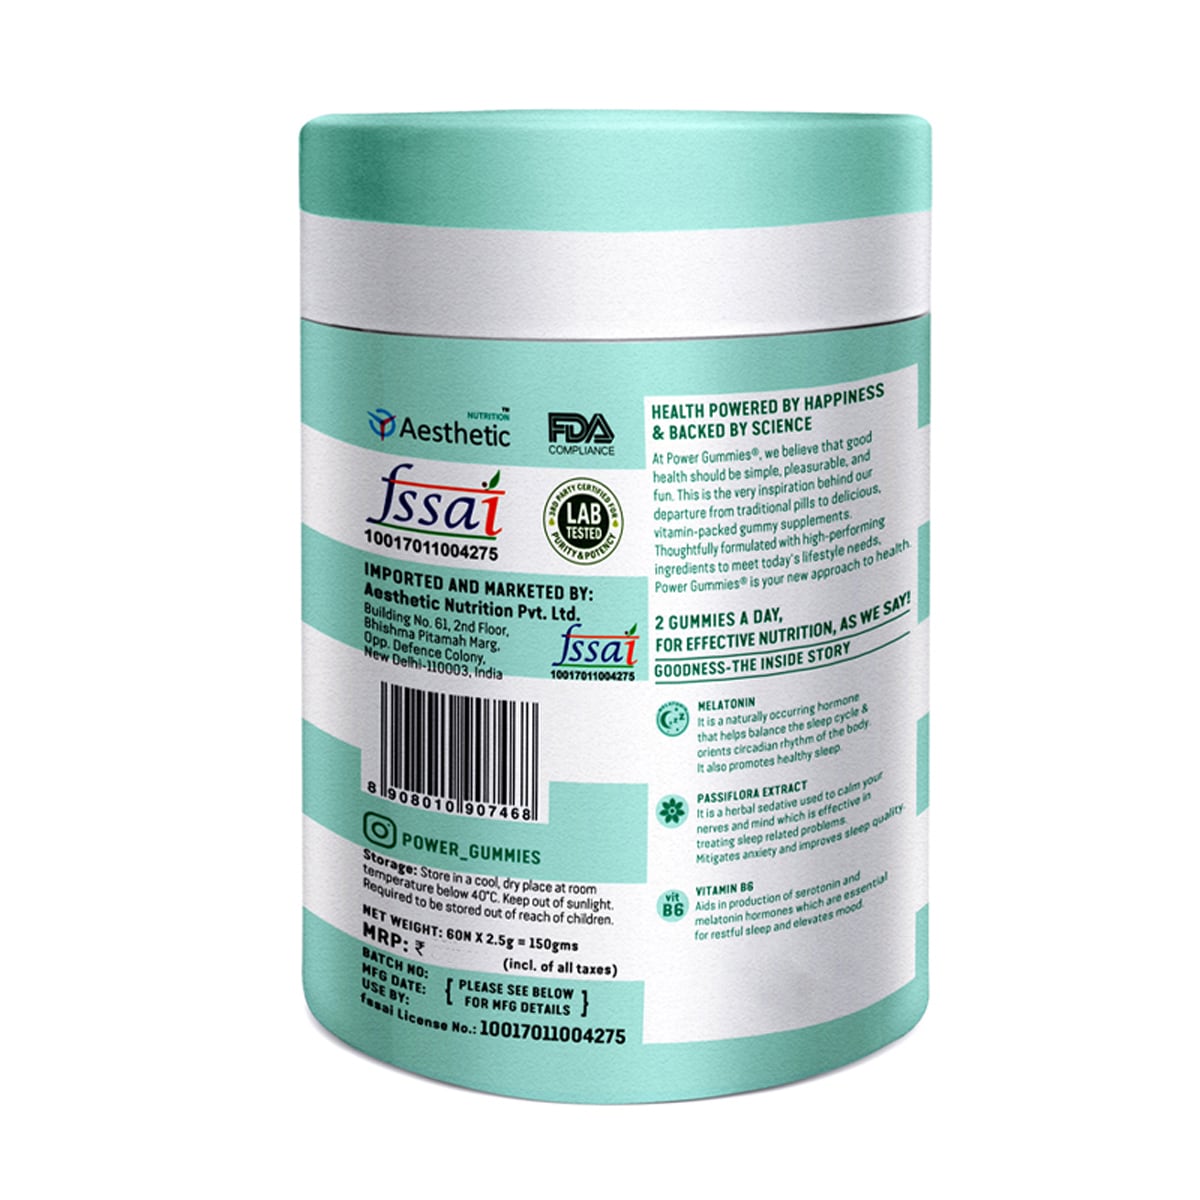 NUTRITION™
Aesthetic
FDA
COMPLIANCE
fssai
10017011004275
3RD PARTY CERTIFIED FOR
LAB
TESTED
PURITY & POTENCY
IMPORTED AND MARKETED BY:
Aesthetic Nutrition Pvt. Ltd.
Building No. 61, 2nd Floor,
Bhishma Pitamah Marg,
Opp. Defence Colony,
New Delhi-110003, India
fssai
10017011004275
8 908010 907468
POWER_GUMMIES
Storage: Store in a cool, dry place at room
temperature below 40°C. Keep out of sunlight.
Required to be stored out of reach of children.
NET WEIGHT: 60N X 2.5g = 150gms
MRP: ₹
(incl. of all taxes)
BATCH NO:
MFG DATE:
USE BY:
{ PLEASE SEE BELOW
FOR MFG DETAILS }
fssai License No.: 10017011004275
HEALTH POWERED BY HAPPINESS
& BACKED BY SCIENCE
At Power Gummies®, we believe that good
health should be simple, pleasurable, and
fun. This is the very inspiration behind our
departure from traditional pills to delicious,
vitamin-packed gummy supplements.
Thoughtfully formulated with high-performing
ingredients to meet today's lifestyle needs,
Power Gummies® is your new approach to health.
2 GUMMIES A DAY,
FOR EFFECTIVE NUTRITION, AS WE SAY!
GOODNESS-THE INSIDE STORY
MELATONIN
It is a naturally occurring hormone
that helps balance the sleep cycle &
orients circadian rhythm of the body.
It also promotes healthy sleep.
PASSIFLORA EXTRACT
It is a herbal sedative used to calm your
nerves and mind which is effective in
treating sleep related problems.
Mitigates anxiety and improves sleep quality.
vit
B6
VITAMIN B6
Aids in production of serotonin and
melatonin hormones which are essential
for restful sleep and elevates mood.